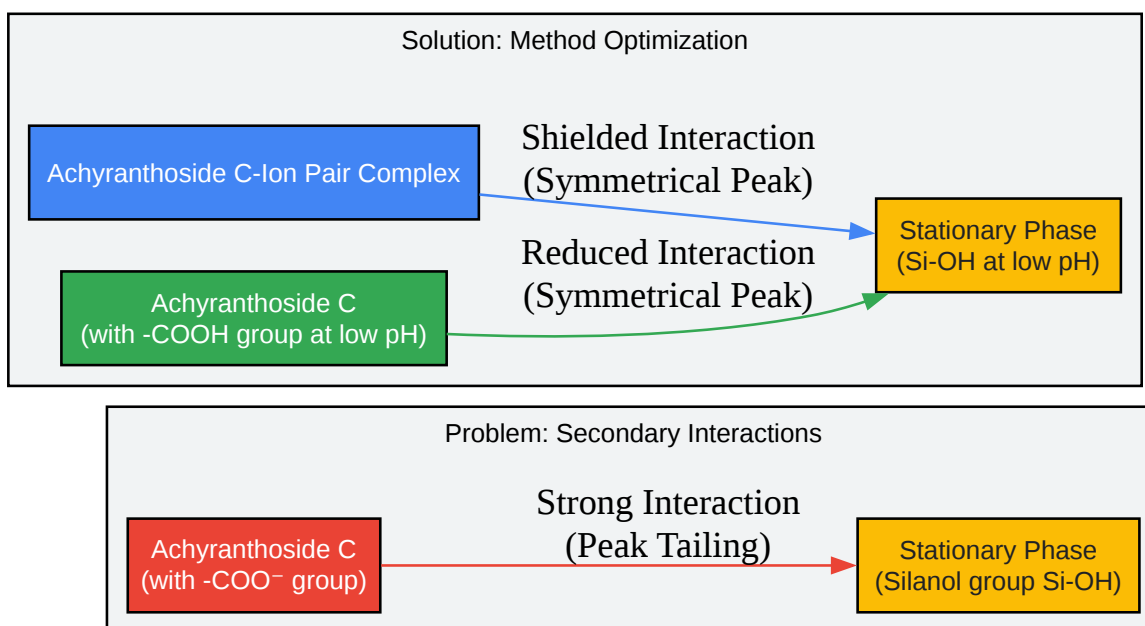 Solution: Method Optimization
Achyranthoside C-Ion Pair Complex
Shielded Interaction
(Symmetrical Peak)
Stationary Phase
(Si-OH at low pH)
Reduced Interaction
(Symmetrical Peak)
Achyranthoside C
(with -COOH group at low pH)
Problem: Secondary Interactions
Achyranthoside C
(with -COO⁻ group)
Strong Interaction
(Peak Tailing)
Stationary Phase
(Silanol group Si-OH)